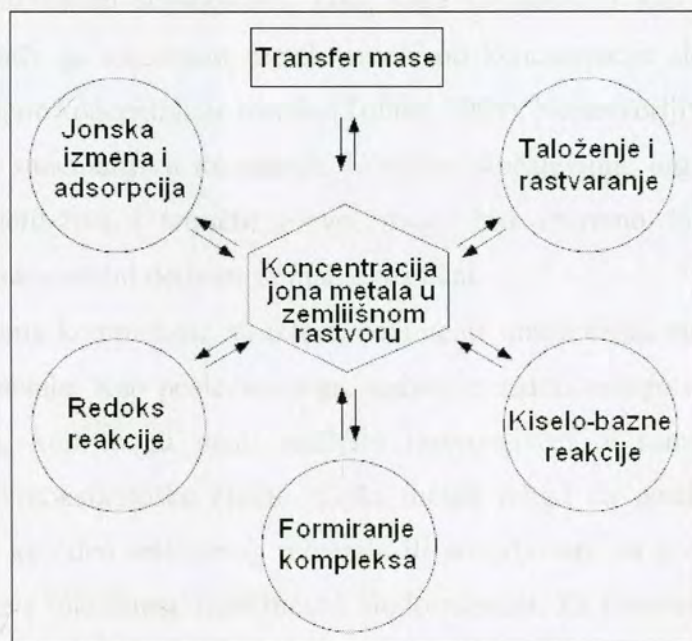 Transfer mase
Jonska
izmena i
adsorpcija
Taloženje i
rastvaranje
Koncentracija
jona metala u
zemljišnom
rastvoru
Redoks
reakcije
Kiselo-bazne
reakcije
Formiranje
kompleksa